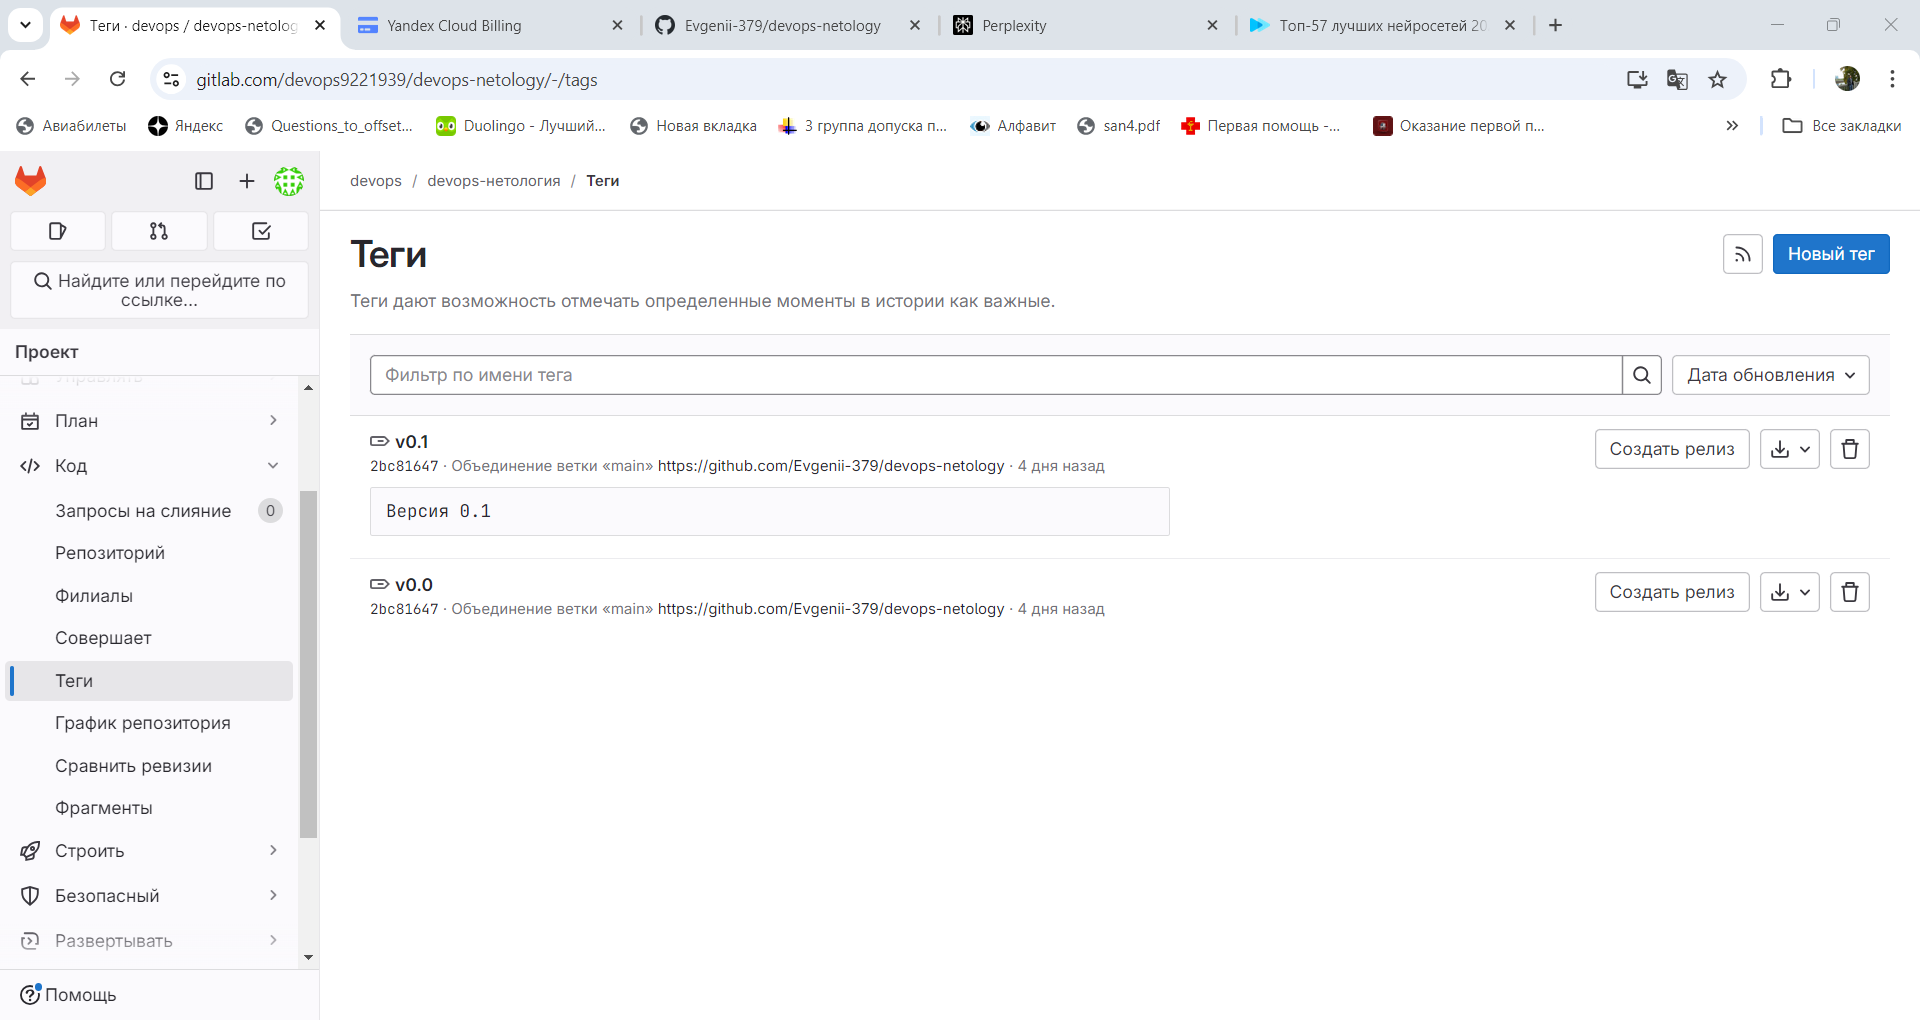 Теги · devops / devops-netolog
Yandex Cloud Billing
Evgenii-379/devops-netology
Perplexity
Топ-57 лучших нейросетей 20
gitlab.com/devops9221939/devops-netology/-/tags
Авиабилеты
Яндекс
Questions_to_offset...
Duolingo - Лучший...
Новая вкладка
3 группа допуска п...
Алфавит
san4.pdf
Первая помощь -...
Оказание первой п...
Все закладки
devops / devops-нетология / Теги
Найдите или перейдите по
ссылке...
Проект
Управлять
План
Код
Запросы на слияние 0
Репозиторий
Филиалы
Совершает
Теги
График репозитория
Сравнить ревизии
Фрагменты
Строить
Безопасный
Развертывать
Помощь
Теги
Новый тег
Теги дают возможность отмечать определенные моменты в истории как важные.
Фильтр по имени тега
Дата обновления
v0.1
2bc81647 · Объединение ветки «main» https://github.com/Evgenii-379/devops-netology · 4 дня назад
Создать релиз
Версия 0.1
v0.0
2bc81647 · Объединение ветки «main» https://github.com/Evgenii-379/devops-netology · 4 дня назад
Создать релиз